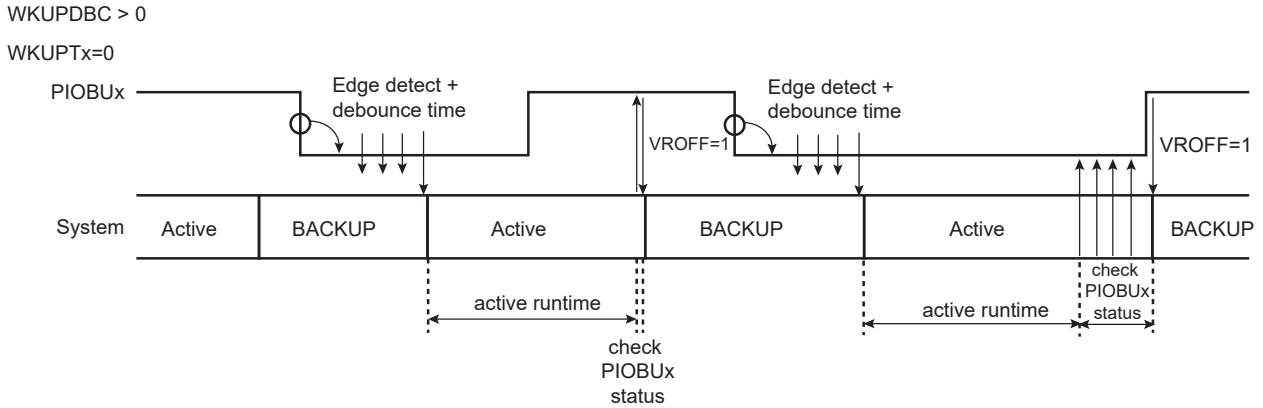 WKUPDBC > 0
WKUPTx=0
PIOBUx
Edge detect +
debounce time
VROFF=1
Edge detect +
debounce time
VROFF=1
System
Active
BACKUP
Active
BACKUP
Active
BACKUP
active runtime
check
PIOBUx
status
active runtime
check
PIOBUx
status